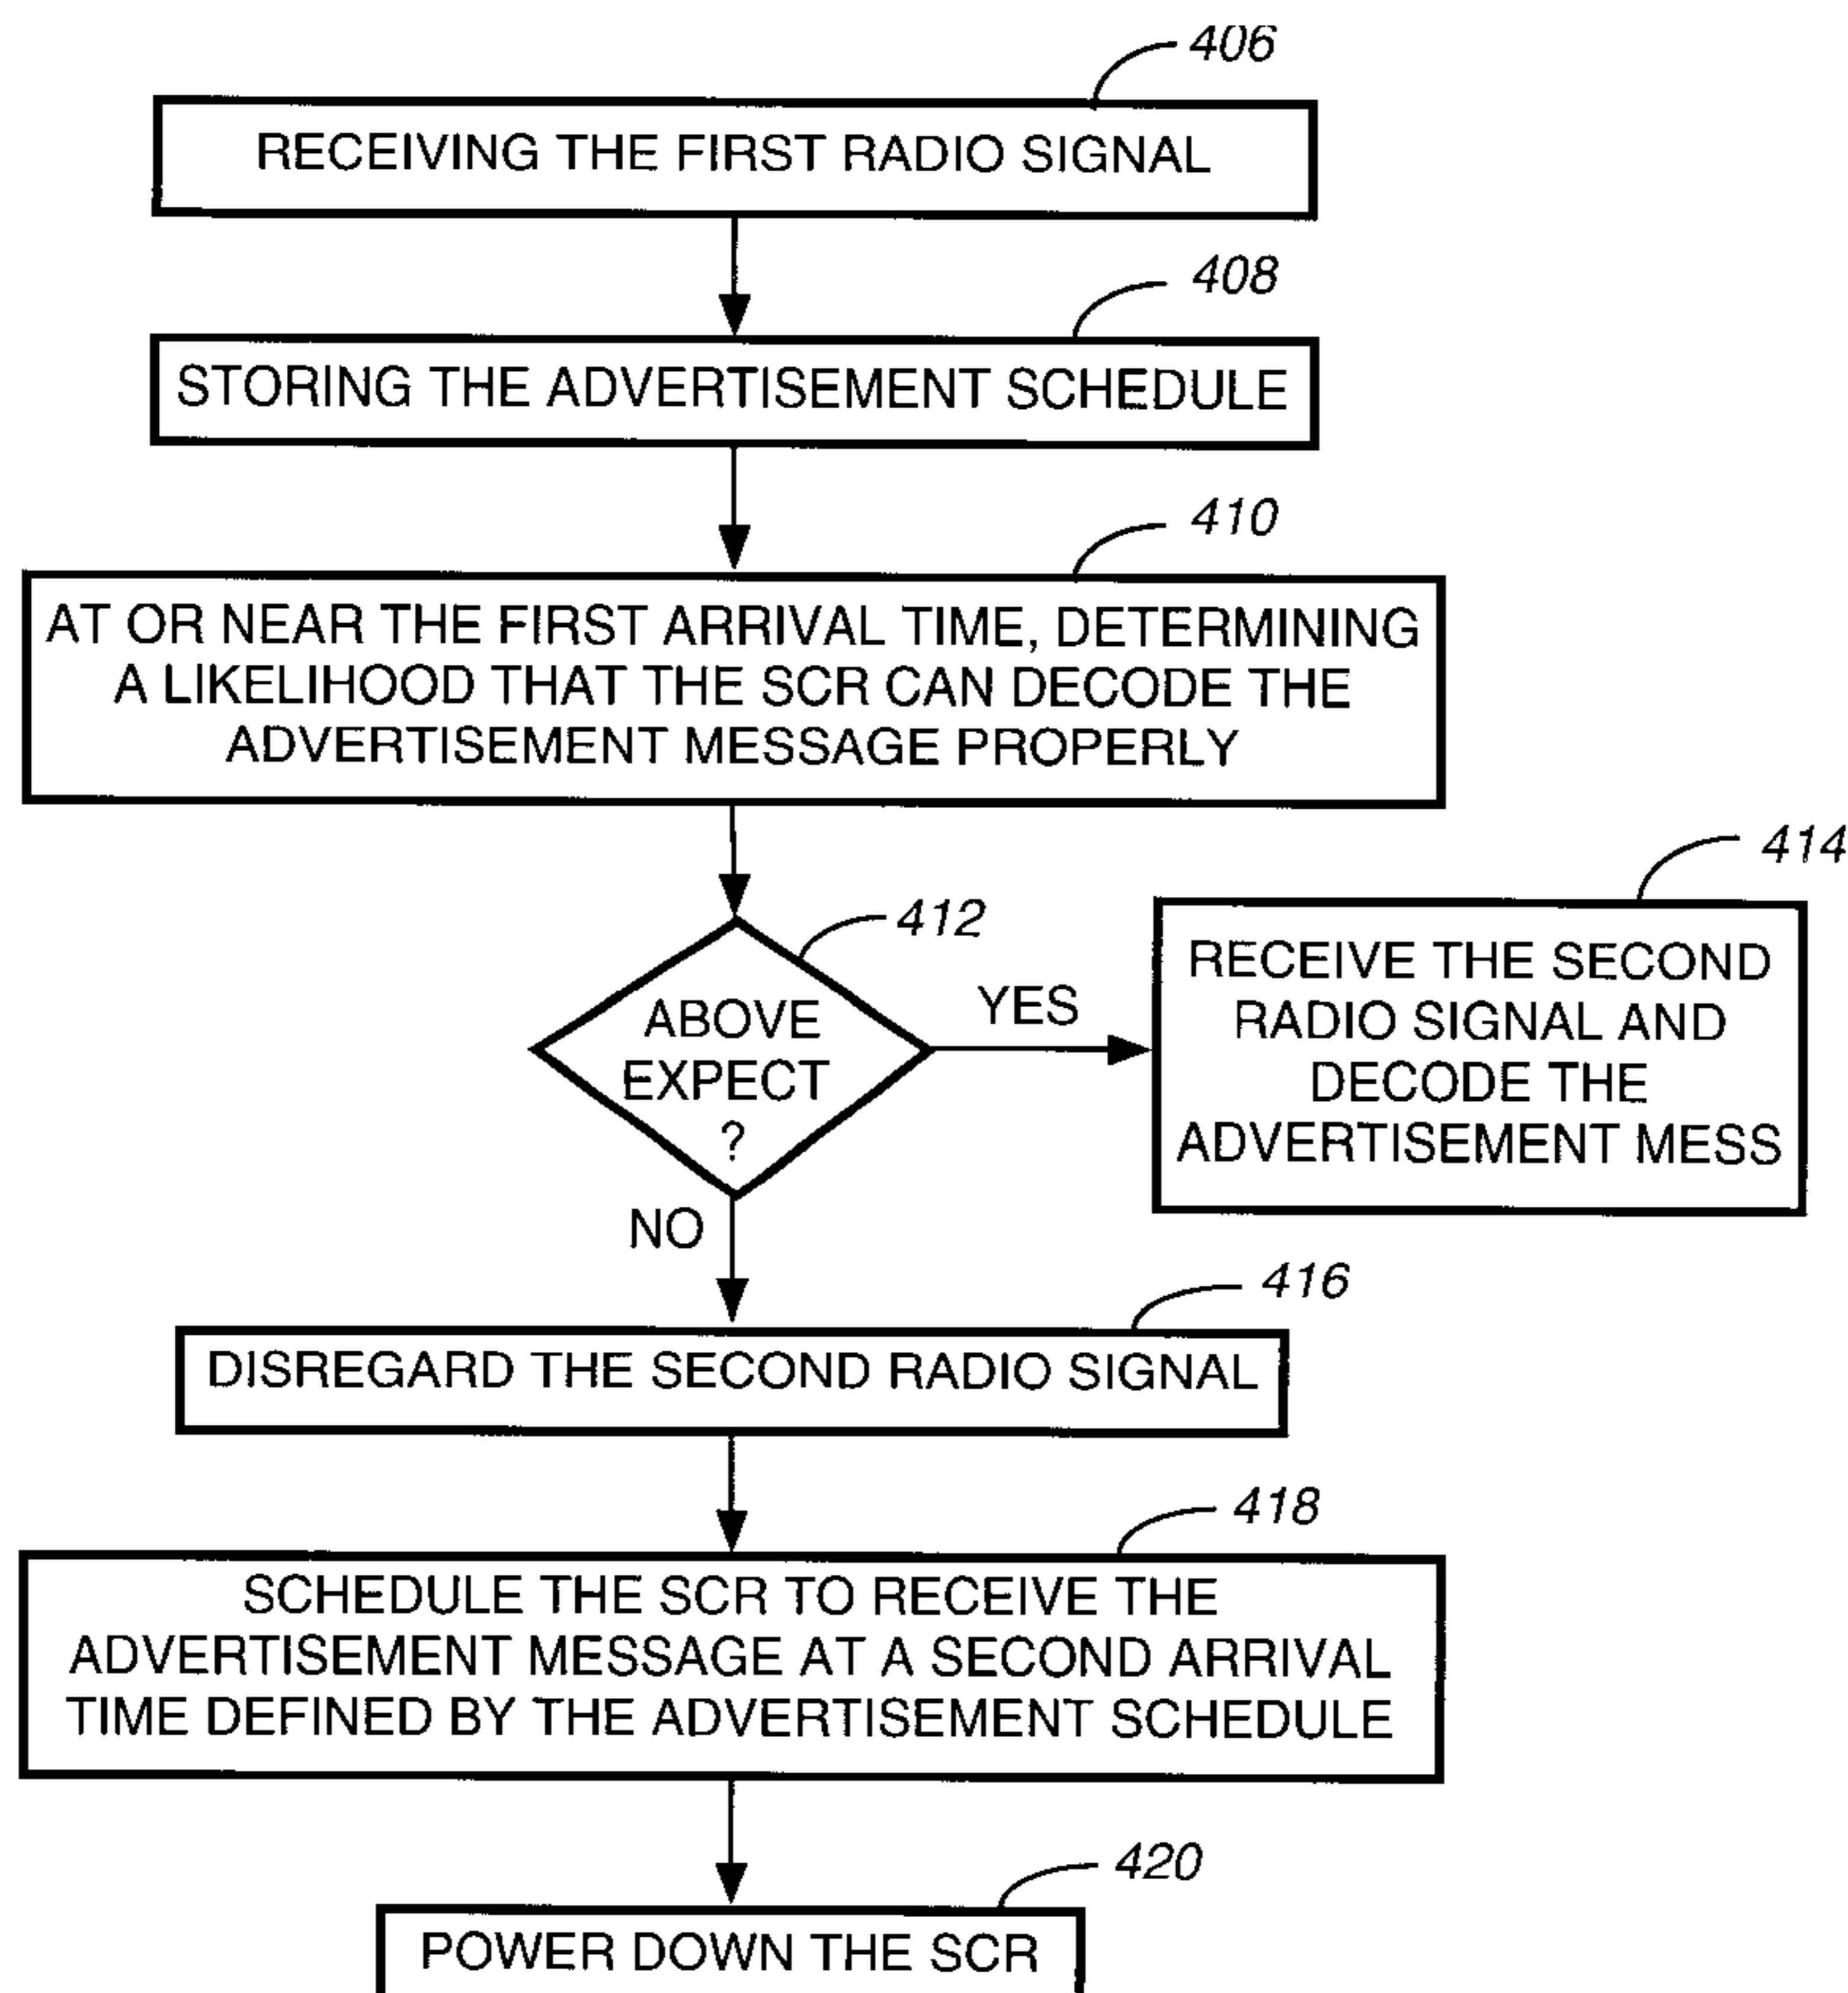 406
RECEIVING THE FIRST RADIO SIGNAL
408
STORING THE ADVERTISEMENT SCHEDULE
410
AT OR NEAR THE FIRST ARRIVAL TIME, DETERMINING
A LIKELIHOOD THAT THE SCR CAN DECODE THE
ADVERTISEMENT MESSAGE PROPERLY
412
ABOVE
EXPECT
?
YES
414
RECEIVE THE SECOND
RADIO SIGNAL AND
DECODE THE
ADVERTISEMENT MESS
NO
416
DISREGARD THE SECOND RADIO SIGNAL
418
SCHEDULE THE SCR TO RECEIVE THE
ADVERTISEMENT MESSAGE AT A SECOND ARRIVAL
TIME DEFINED BY THE ADVERTISEMENT SCHEDULE
420
POWER DOWN THE SCR